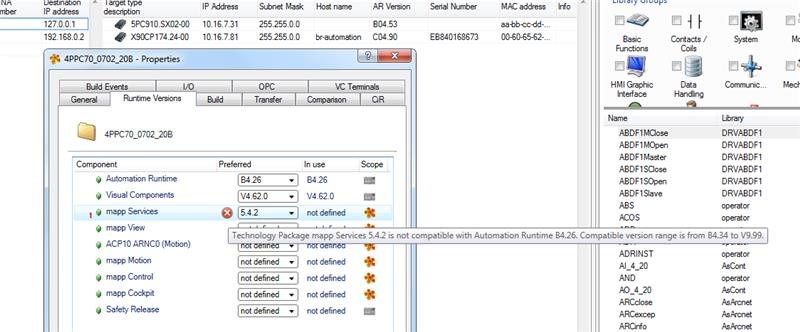 NA
number
Destination
IP address
Target type
description
IP Address
Subnet Mask
Host name
AR Version
Serial Number
MAC address
Info
127.0.0.1
5PC910.SX02-00
10.16.7.31
255.255.0.0
B04.53
aa-bb-cc-dd-...
192.168.0.2
X90CP174.24-00
10.16.7.81
255.255.0.0
br-automation
C04.90
EB840168673
00-60-65-62-...
Library Groups
Basic
Functions
Contacts /
Coils
System
HMI Graphic
Interface
Data
Handling
Communic...
4PPC70_0702_20B - Properties
Build Events
I/O
OPC
VC Terminals
General
Runtime Versions
Build
Transfer
Comparison
CiR
4PPC70_0702_20B
Component
Preferred
In use
Scope
Automation Runtime
B4.26
B4.26
Visual Components
V4.62.0
V4.62.0
! mapp Services
5.4.2
not defined
mapp View
Technology Package mapp Services 5.4.2 is not compatible with Automation Runtime B4.26. Compatible version range is from B4.34 to V9.99.
ACP10 ARNC0 (Motion)
not defined
not defined
mapp Motion
not defined
not defined
mapp Control
not defined
not defined
mapp Cockpit
not defined
not defined
Safety Release
not defined
not defined
Name
Library
ABDF1MClose
DRVABDF1
ABDF1MOpen
DRVABDF1
ABDF1Master
DRVABDF1
ABDF1SClose
DRVABDF1
ABDF1SOpen
DRVABDF1
ABDF1Slave
DRVABDF1
ABS
operator
ACOS
operator
operator
ADRINST
operator
AI_4_20
AsCont
AND
operator
AO_4_20
AsCont
ARCclose
AsArcnet
ARCexcep
AsArcnet
ARCinfo
AsArcnet